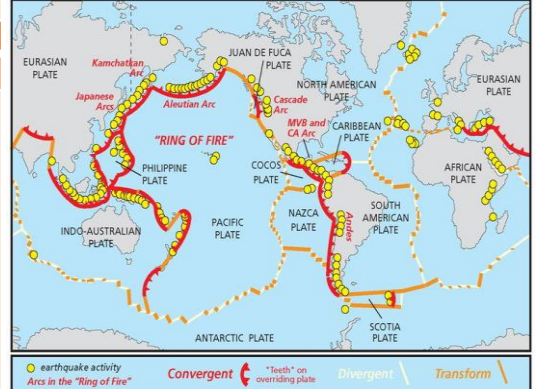 EURASIAN
PLATE
Kamchatkan
Arc
JUAN DE FUCA
PLATE
NORTH AMERICAN
PLATE
EURASIAN
PLATE
Japanese
Arcs
Aleutian Arc
Cascade
Arc
"RING OF FIRE"
MVB and
CA Arc
CARIBBEAN
PLATE
PHILIPPINE
PLATE
COCOS
PLATE
AFRICAN
PLATE
INDO-AUSTRALIAN
PLATE
PACIFIC
PLATE
NAZCA
PLATE
Andes
SOUTH
AMERICAN
PLATE
SCOTIA
PLATE
ANTARCTIC PLATE
earthquake activity
Arcs in the "Ring of Fire"
Convergent
"Teeth" on
overriding plate
Divergent
Transform